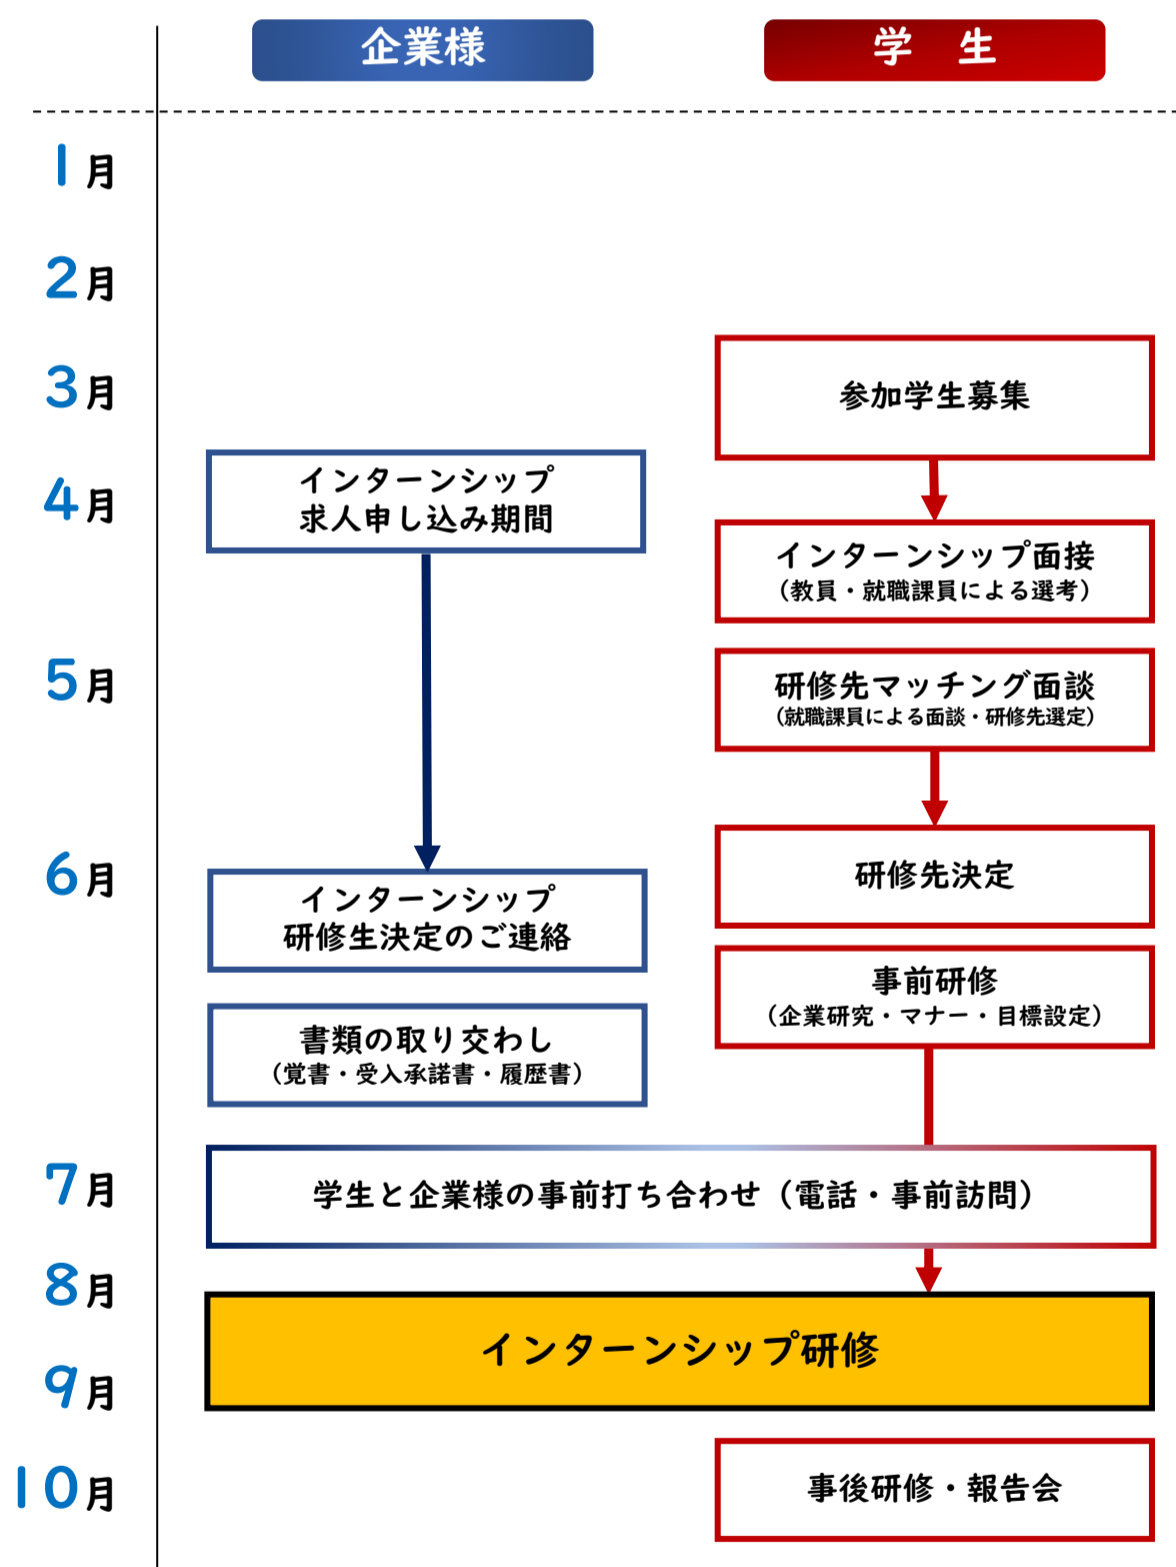 企業様
学　生
1月
2月
3月
参加学生募集
4月
インターンシップ
求人申し込み期間
インターンシップ面接
（教員・就職課員による選考）
5月
研修先マッチング面談
（就職課員による面談・研修先選定）
6月
研修先決定
インターンシップ
研修生決定のご連絡
事前研修
（企業研究・マナー・目標設定）
書類の取り交わし
（覚書・受入承諾書・履歴書）
7月
学生と企業様の事前打ち合わせ（電話・事前訪問）
8月
インターンシップ研修
9月
10月
事後研修・報告会